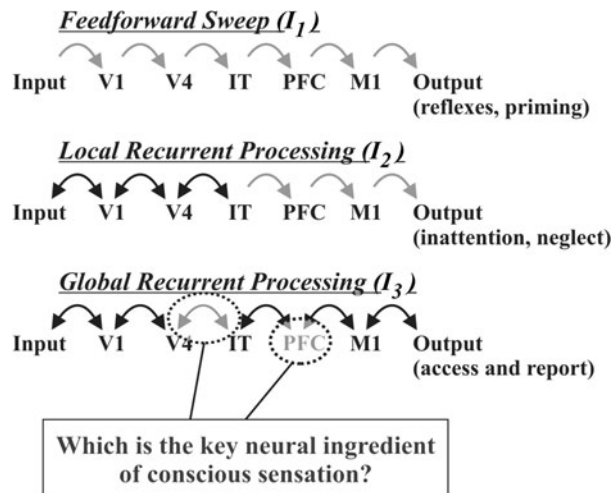 Feedforward Sweep (I1)
Input V1 V4 IT PFC M1 Output
(reflexes, priming)
Local Recurrent Processing (I2)
Input V1 V4 IT PFC M1 Output
(inattention, neglect)
Global Recurrent Processing (I3)
Input V1 V4 IT PFC M1 Output
(access and report)
Which is the key neural ingredient
of conscious sensation?